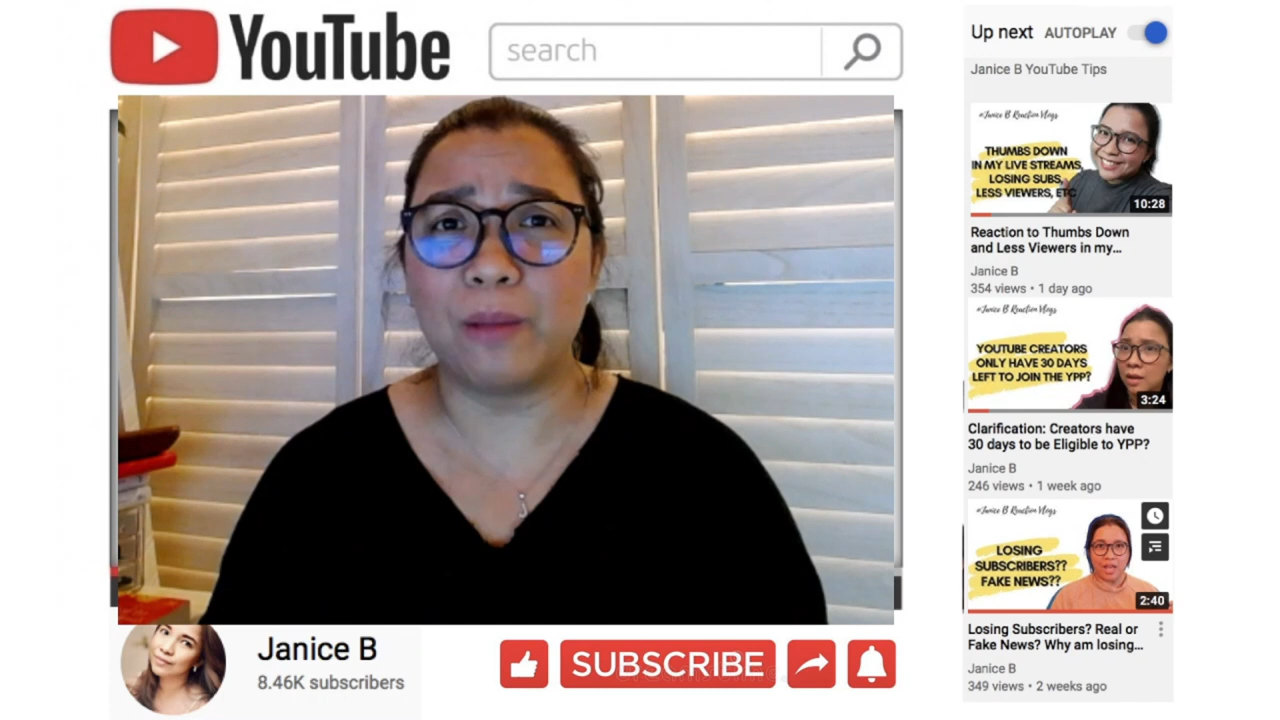 YouTube
search
Up next AUTOPLAY
Janice B YouTube Tips
#Janice B Reaction Vlogs
THUMBS DOWN
IN MY LIVE STREAMS,
LOSING SUBS,
LESS VIEWERS, ETC
10:28
Reaction to Thumbs Down
and Less Viewers in my...
Janice B
354 views • 1 day ago
#Janice B Reaction Vlogs
YOUTUBE CREATORS
ONLY HAVE 30 DAYS
LEFT TO JOIN THE YPP?
3:24
Clarification: Creators have
30 days to be Eligible to YPP?
Janice B
246 views • 1 week ago
#Janice B Reaction Vlogs
LOSING
SUBSCRIBERS??
FAKE NEWS??
2:40
Losing Subscribers? Real or
Fake News? Why am losing...
Janice B
349 views • 2 weeks ago
Janice B
8.46K subscribers
SUBSCRIBE